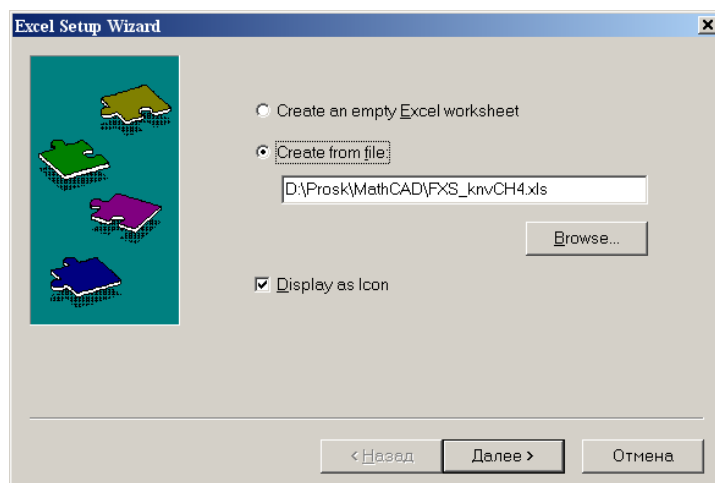 Excel Setup Wizard
Create an empty Excel worksheet
Create from file:
D:\Prosk\MathCAD\FXS_knvCH4.xls
Browse...
Display as Icon
< Назад Далее > Отмена